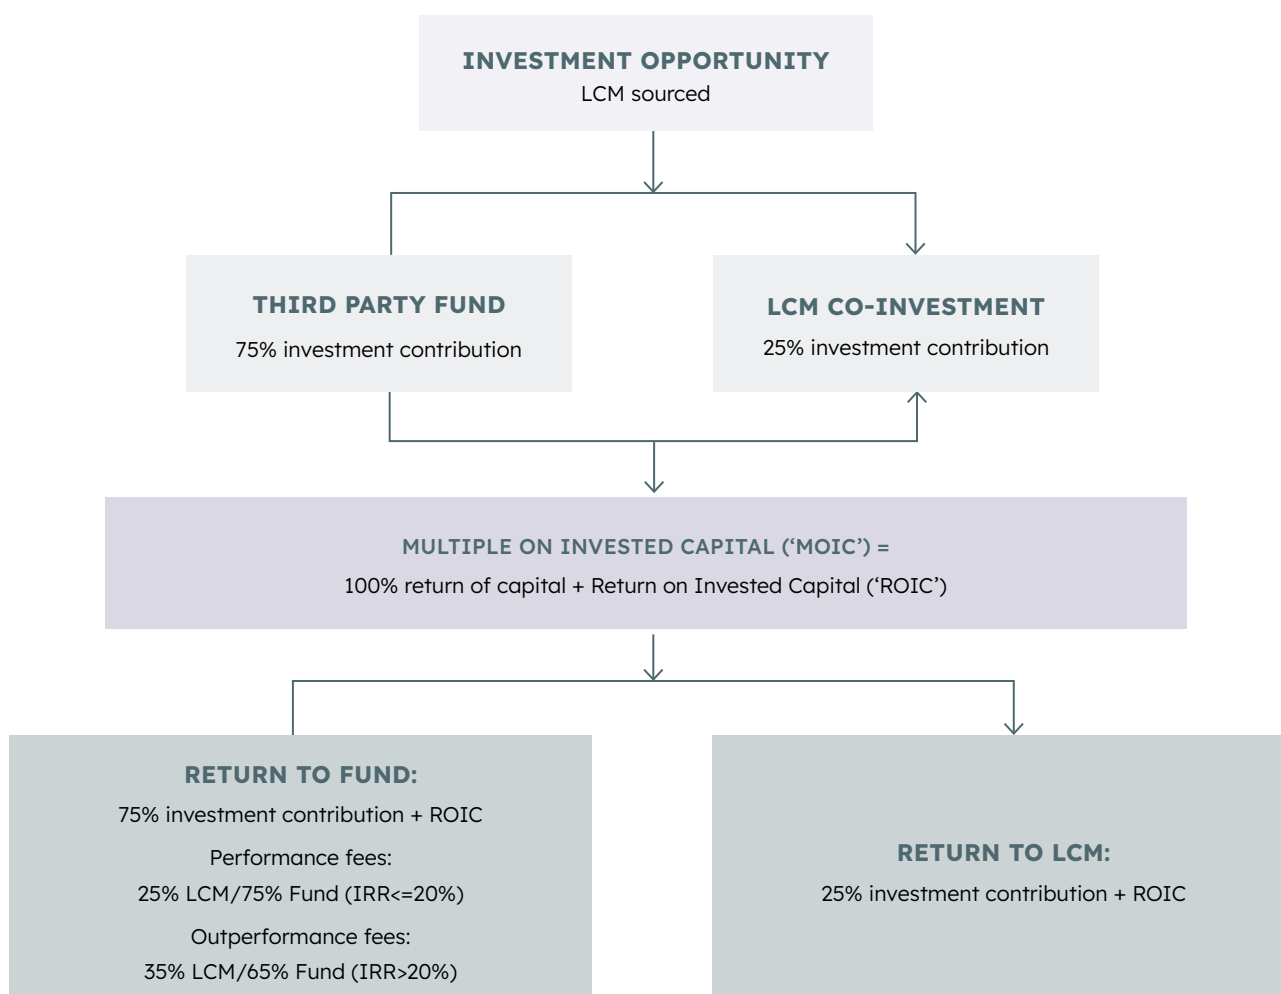 INVESTMENT OPPORTUNITY
LCM sourced
THIRD PARTY FUND
75% investment contribution
LCM CO-INVESTMENT
25% investment contribution
MULTIPLE ON INVESTED CAPITAL (‘MOIC’) =
100% return of capital + Return on Invested Capital (‘ROIC’)
RETURN TO FUND:
75% investment contribution + ROIC
Performance fees:
25% LCM/75% Fund (IRR<=20%)
Outperformance fees:
35% LCM/65% Fund (IRR>20%)
RETURN TO LCM:
25% investment contribution + ROIC